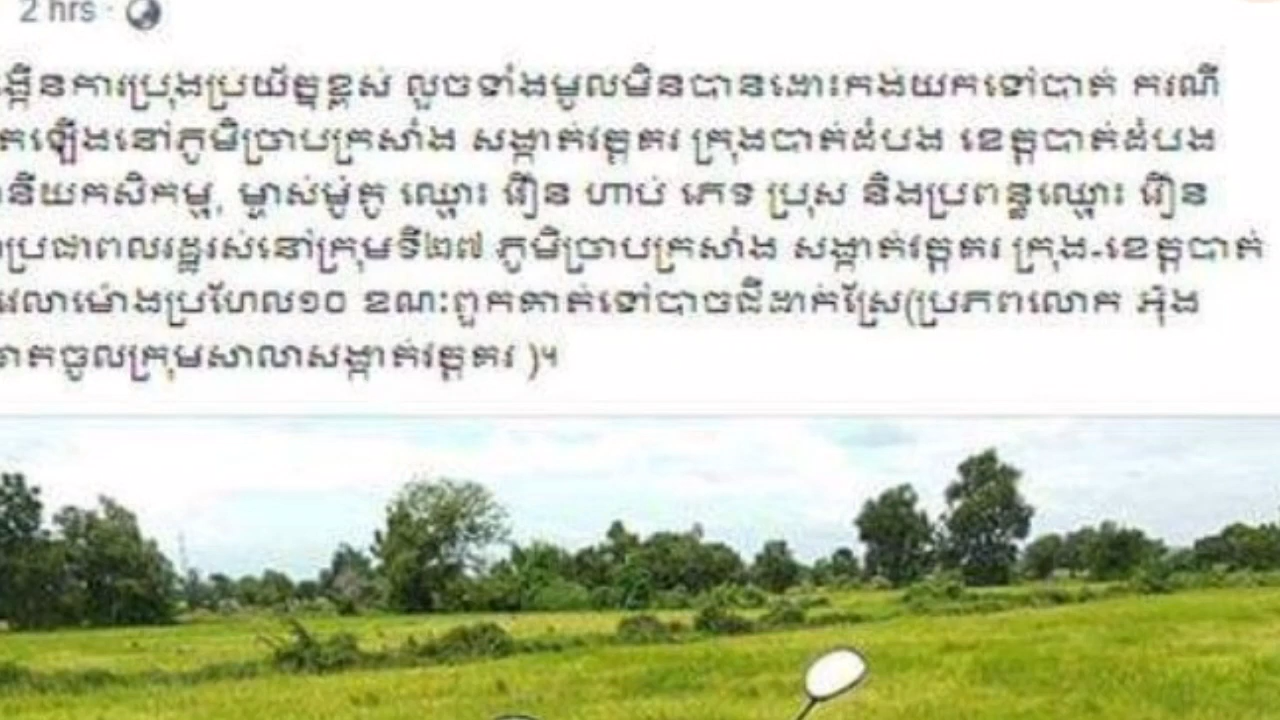 2 hrs ·
ង្កើនការប្រុងប្រយ័ត្នខ្ពស់ លួចទាំងមូលមិនបានដោះកង់យកទៅបាត់ ករណី
កើតឡើងនៅភូមិច្រាបក្រសាំង សង្កាត់វត្តគរ ក្រុងបាត់ដំបង ខេត្តបាត់ដំបង
នីយកសិកម្ម, ម្ចាស់ម៉ូតូ ឈ្មោះ រឿន ហាប់ ភេទ ប្រុស និងប្រពន្ធឈ្មោះ រឿន
ប្រជាពលរដ្ឋរស់នៅក្រុមទី២៧ ភូមិច្រាបក្រសាំង សង្កាត់វត្តគរ ក្រុង-ខេត្តបាត់
វេលាម៉ោងប្រហែល១០ ខណៈពួកគាត់ទៅបាចជីដាក់ស្រែ(ប្រភពលោក អ៊ុង
ចូលក្រុមសាលាសង្កាត់វត្តគរ )។